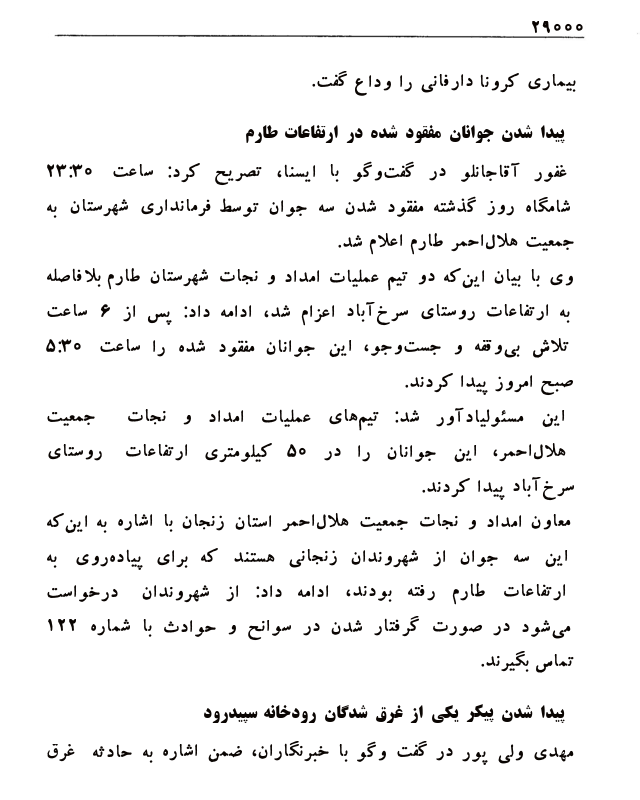 ۲۹۰۰۰
بیماری کرونا دارفانی را وداع گفت.
پیدا شدن جوانان مفقود شده در ارتفاعات طارم
غفور آقاجانلو در گفت‌وگو با ایسنا، تصریح کرد: ساعت ۲۳:۳۰
شامگاه روز گذشته مفقود شدن سه جوان توسط فرمانداری شهرستان به
جمعیت هلال‌احمر طارم اعلام شد.
وی با بیان این‌که دو تیم عملیات امداد و نجات شهرستان طارم بلافاصله
به ارتفاعات روستای سرخ‌آباد اعزام شد، ادامه داد: پس از ۶ ساعت
تلاش بی‌وقفه و جست‌وجو، این جوانان مفقود شده را ساعت ۵:۳۰
صبح امروز پیدا کردند.
این مسئولیادآور شد: تیم‌های عملیات امداد و نجات جمعیت
هلال‌احمر، این جوانان را در ۵۰ کیلومتری ارتفاعات روستای
سرخ‌آباد پیدا کردند.
معاون امداد و نجات جمعیت هلال‌احمر استان زنجان با اشاره به این‌که
این سه جوان از شهروندان زنجانی هستند که برای پیاده‌روی به
ارتفاعات طارم رفته بودند، ادامه داد: از شهروندان درخواست
می‌شود در صورت گرفتار شدن در سوانح و حوادث با شماره ۱۲۲
تماس بگیرند.
پیدا شدن پیکر یکی از غرق شدگان رودخانه سپیدرود
مهدی ولی پور در گفت وگو با خبرنگاران، ضمن اشاره به حادثه غرق